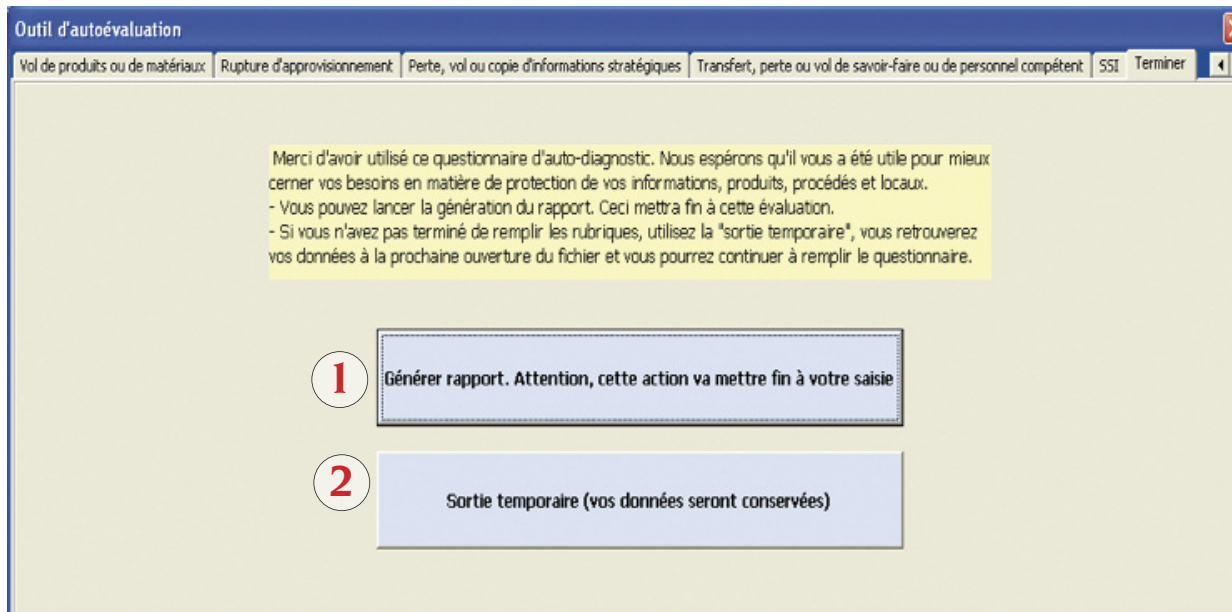 Outil d'autoévaluation
Vol de produits ou de matériaux Rupture d'approvisionnement Perte, vol ou copie d'informations stratégiques Transfert, perte ou vol de savoir-faire ou de personnel compétent SSI Terminer
Merci d'avoir utilisé ce questionnaire d'auto-diagnostic. Nous espérons qu'il vous a été utile pour mieux
cerner vos besoins en matière de protection de vos informations, produits, procédés et locaux.
- Vous pouvez lancer la génération du rapport. Ceci mettra fin à cette évaluation.
- Si vous n'avez pas terminé de remplir les rubriques, utilisez la "sortie temporaire", vous retrouverez
vos données à la prochaine ouverture du fichier et vous pourrez continuer à remplir le questionnaire.
1 Générer rapport. Attention, cette action va mettre fin à votre saisie
2 Sortie temporaire (vos données seront conservées)